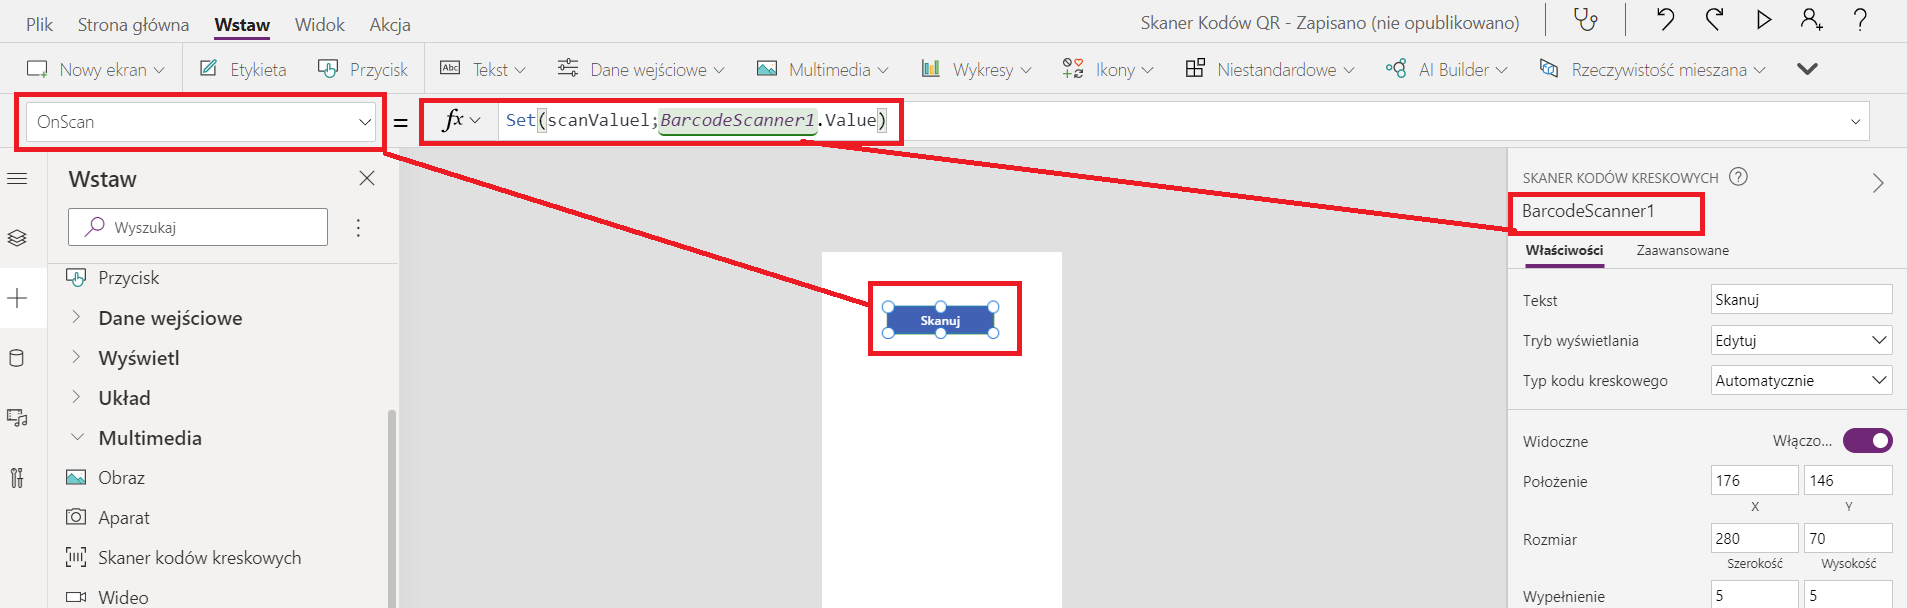 Plik Strona główna Wstaw Widok Akcja Skaner Kodów QR - Zapisano (nie opublikowano)
Nowy ekran Etykieta Przycisk Abc Tekst Dane wejściowe Multimedia Wykresy Ikony Niestandardowe AI Builder Rzeczywistość mieszana
OnScan = fx Set(scanValuel;BarcodeScanner1.Value)
Wstaw
Wyszukaj
Przycisk
Dane wejściowe
Wyświetl
Układ
Multimedia
Obraz
Aparat
Skaner kodów kreskowych
Wideo
Skanuj
SKANER KODÓW KRESKOWYCH
BarcodeScanner1
Właściwości Zaawansowane
Tekst Skanuj
Tryb wyświetlania Edytuj
Typ kodu kreskowego Automatycznie
Widoczne Włączo...
Położenie 176 146
X Y
Rozmiar 280 70
Szerokość Wysokość
Wypełnienie 5 5